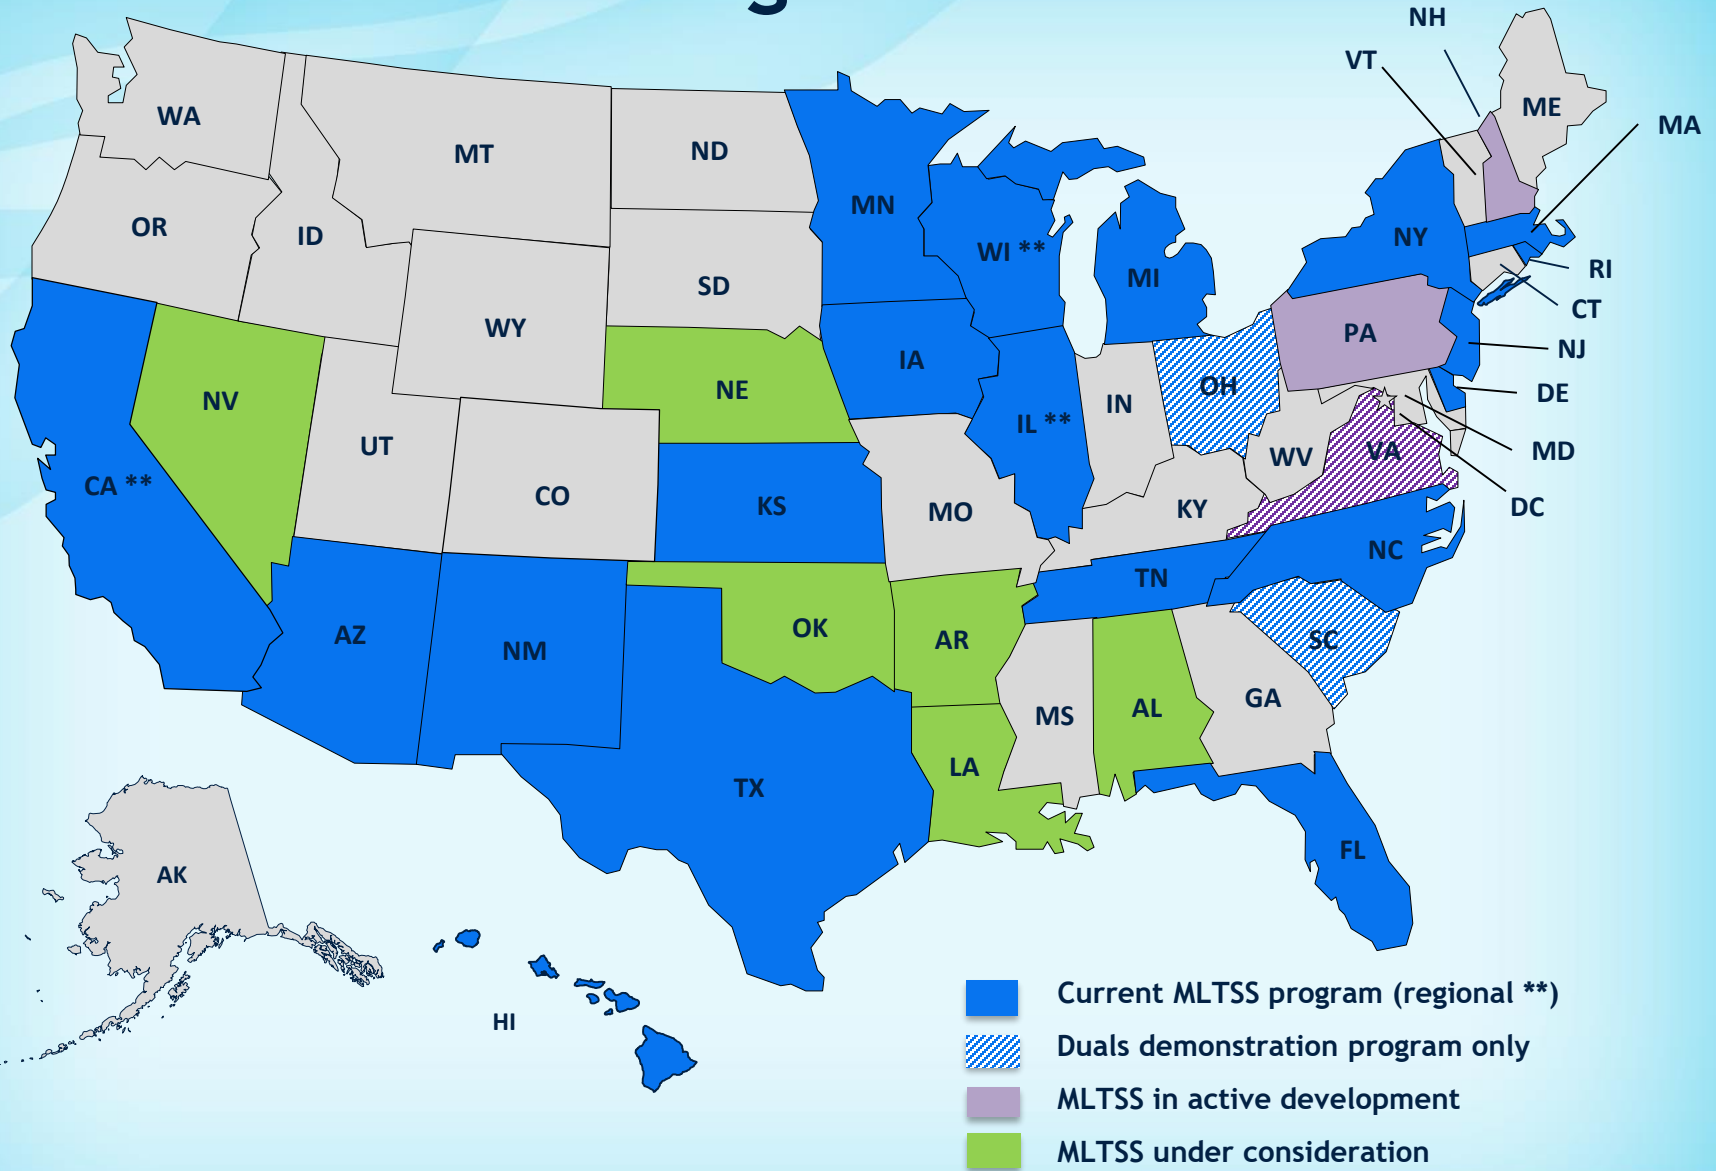 g
NH
VT
ME
MA
WA
MT
ND
MN
OR
ID
WI **
NY
SD
MI
RI
WY
CT
PA
NJ
IA
NV
NE
OH
DE
IN
IL **
UT
WV
VA
MD
CA **
CO
KS
MO
KY
DC
NC
TN
AZ
NM
OK
AR
SC
MS
AL
GA
LA
TX
FL
AK
HI
Current MLTSS program (regional **)
Duals demonstration program only
MLTSS in active development
MLTSS under consideration